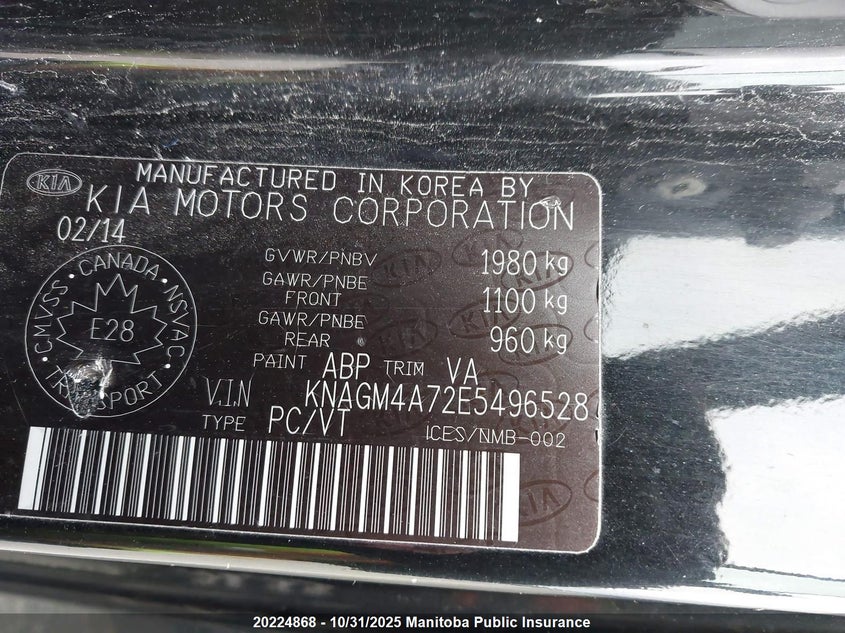 KIA
MANUFACTURED IN KOREA BY
KIA MOTORS CORPORATION
02/14
GVWR/PNBV 1980 kg
GAWR/PNBE FRONT 1100 kg
GAWR/PNBE REAR 960 kg
CMVSS · CANADA · NSVAC
E28
TRANSPORT
PAINT ABP TRIM VA
V.I.N KNAGM4A72E5496528
TYPE PC/VT ICES/NMB-002
20224868 - 10/31/2025 Manitoba Public Insurance